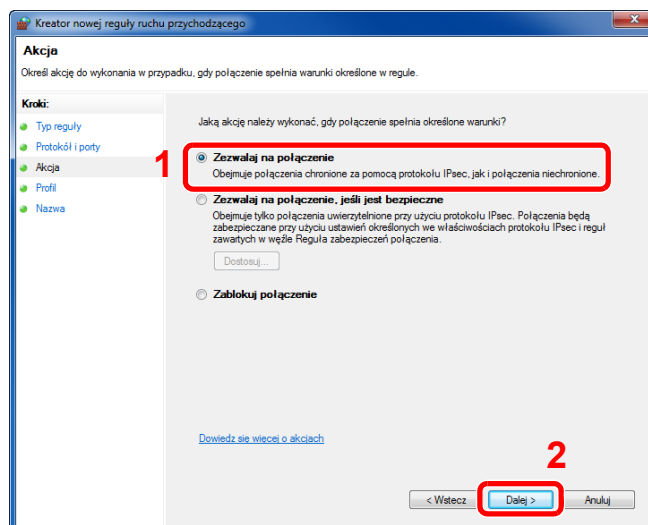 Kreator nowej reguły ruchu przychodzącego
Akcja
Określ akcję do wykonania w przypadku, gdy połączenie spełnia warunki określone w regule.
Kroki:
Typ reguły
Protokół i porty
Akcja
Profil
Nazwa
Jaką akcję należy wykonać, gdy połączenie spełnia określone warunki?
1
Zezwalaj na połączenie
Obejmuje połączenia chronione za pomocą protokołu IPsec, jak i połączenia niechronione.
Zezwalaj na połączenie, jeśli jest bezpieczne
Obejmuje tylko połączenia uwierzytelnione przy użyciu protokołu IPsec. Połączenia będą
zabezpieczane przy użyciu ustawień określonych we właściwościach protokołu IPsec i reguł
zawartych w węźle Reguła zabezpieczeń połączenia.
Dostosuj...
Zablokuj połączenie
Dowiedz się więcej o akcjach
2
< Wstecz
Dalej >
Anuluj